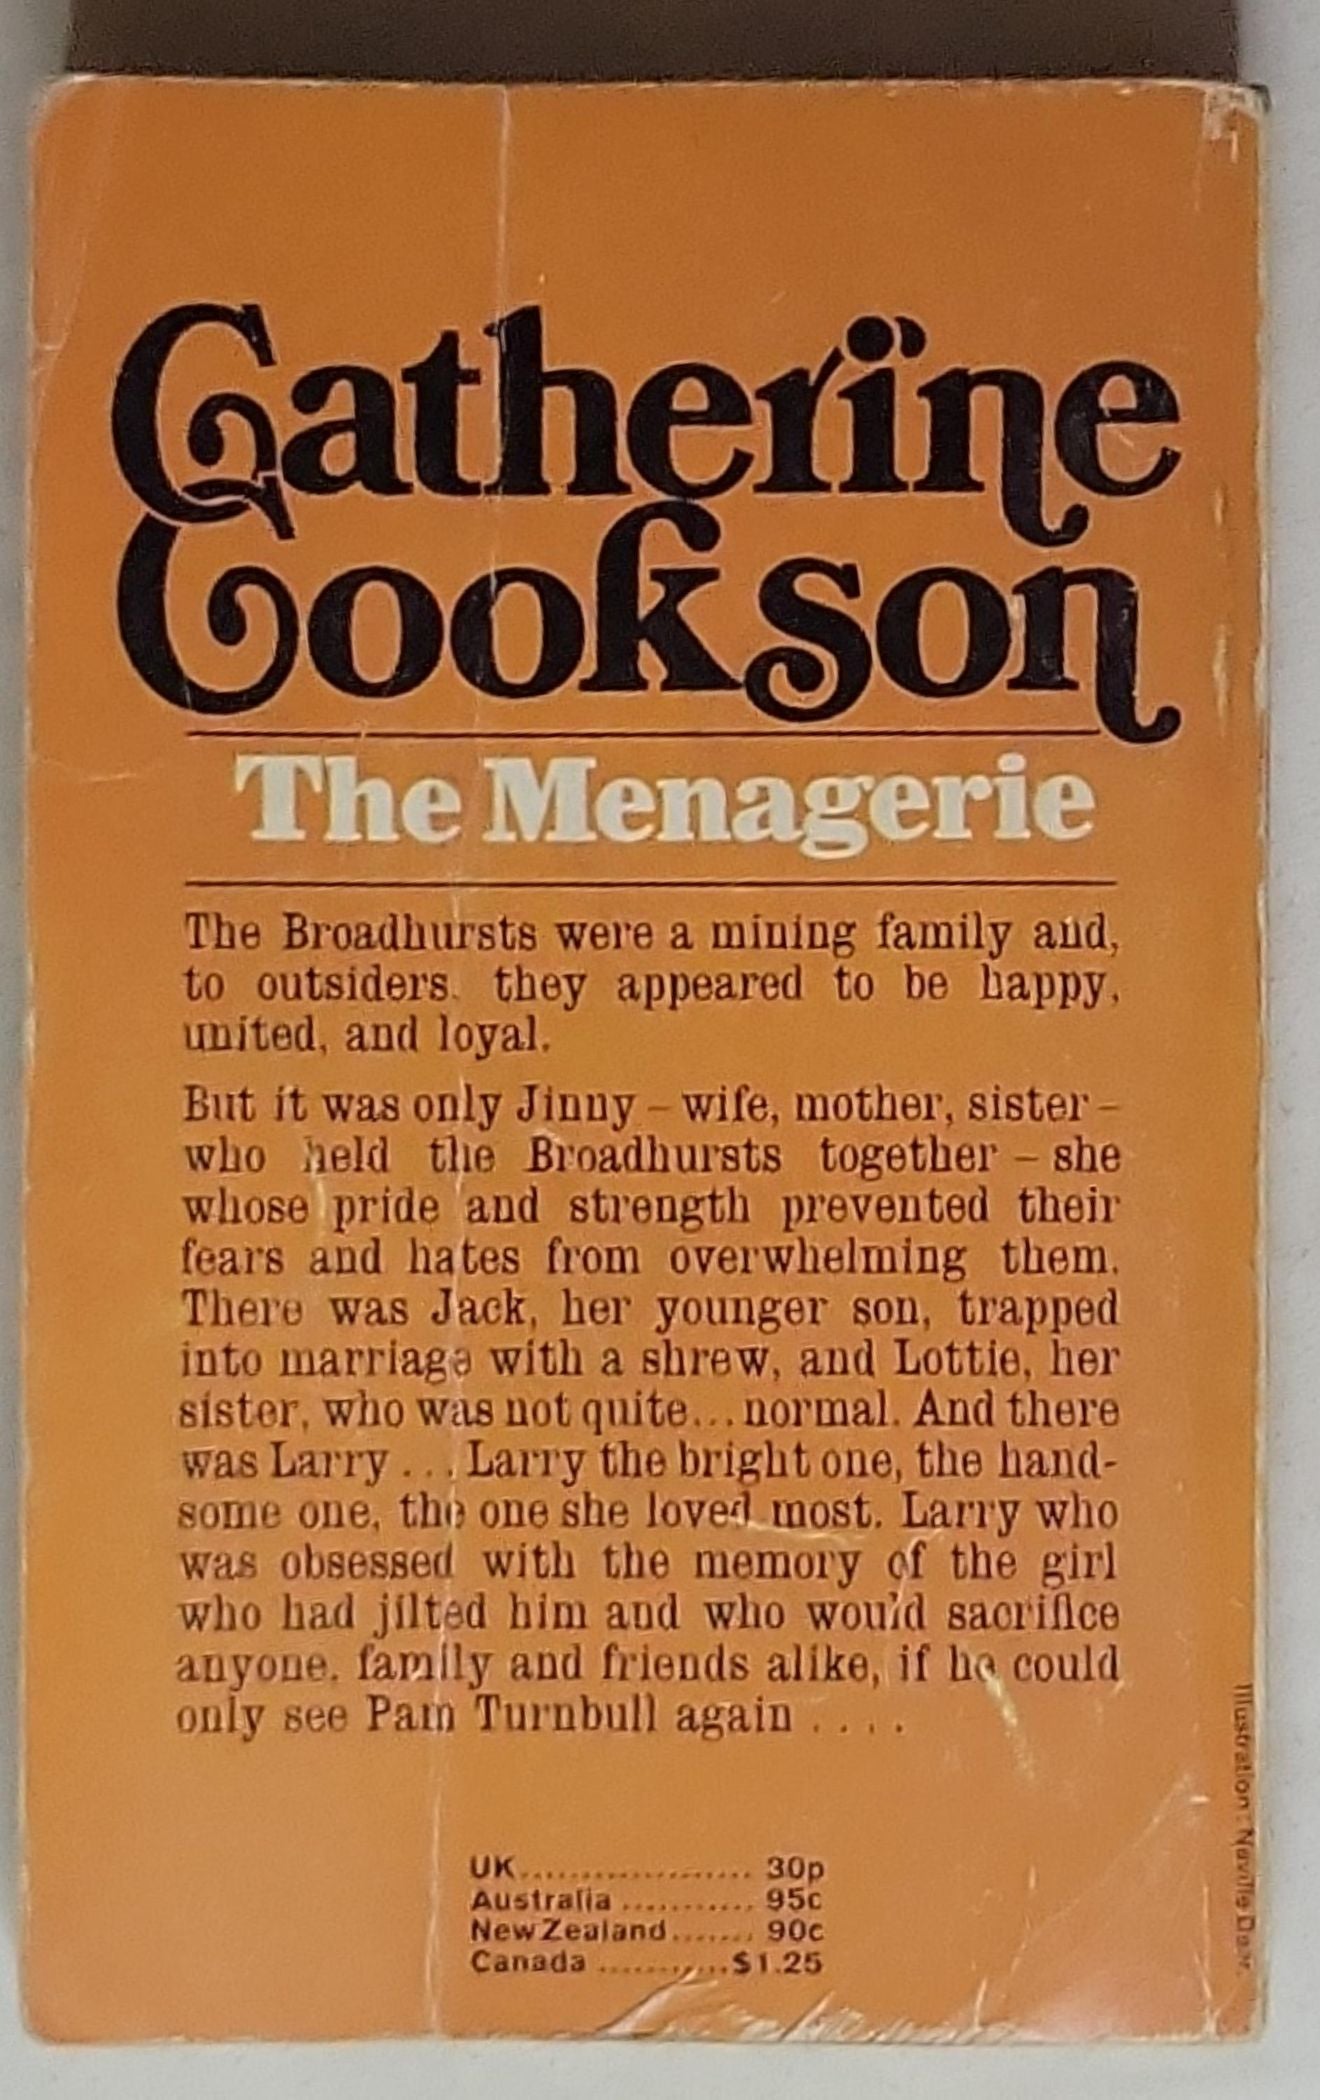 Catherine
Cookson
The Menagerie
The Broadhursts were a mining family and,
to outsiders, they appeared to be happy,
united, and loyal.
But it was only Jinny – wife, mother, sister –
who held the Broadhursts together – she
whose pride and strength prevented their
fears and hates from overwhelming them.
There was Jack, her younger son, trapped
into marriage with a shrew, and Lottie, her
sister, who was not quite...normal. And there
was Larry ... Larry the bright one, the hand-
some one, the one she loved most. Larry who
was obsessed with the memory of the girl
who had jilted him and who would sacrifice
anyone, family and friends alike, if he could
only see Pam Turnbull again ....
UK..................... 30p
Australia ............ 95c
New Zealand ....... 90c
Canada ............$1.25
Illustration: Neville Dear.